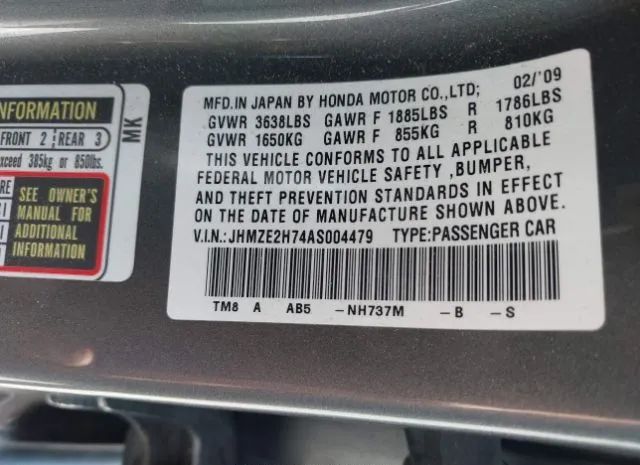 INFORMATION
FRONT 2 REAR 3
385kg or 850lbs.
SEE OWNER'S
MANUAL FOR
ADDITIONAL
INFORMATION
MK
MFD.IN JAPAN BY HONDA MOTOR CO.,LTD; 02/'09
GVWR 3638LBS GAWR F 1885LBS R 1786LBS
GVWR 1650KG GAWR F 855KG R 810KG
THIS VEHICLE CONFORMS TO ALL APPLICABLE
FEDERAL MOTOR VEHICLE SAFETY ,BUMPER,
AND THEFT PREVENTION STANDARDS IN EFFECT
ON THE DATE OF MANUFACTURE SHOWN ABOVE.
V.I.N.: JHMZE2H74AS004479 TYPE:PASSENGER CAR
TM8 A AB5 -NH737M -B -S